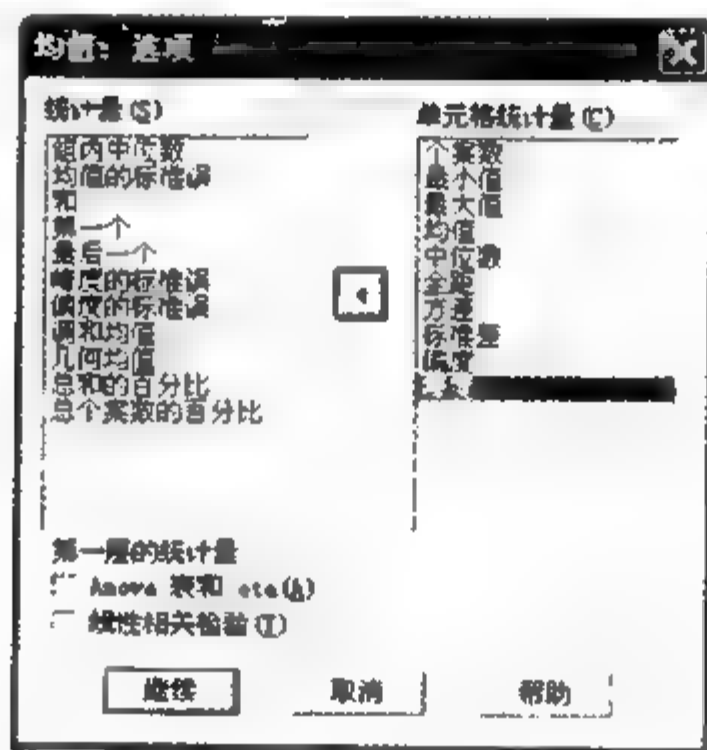 均值: 选项
统计量(S)
组内中位数
均值的标准误
和
第一个
最后一个
峰度的标准误
偏度的标准误
调和均值
几何均值
总和的百分比
总个案数的百分比
单元格统计量(C)
个案数
最小值
最大值
均值
中位数
全距
方差
标准差
偏度
第一层的统计量
Anova 表和 eta(A)
线性相关检验(T)
继续
取消
帮助